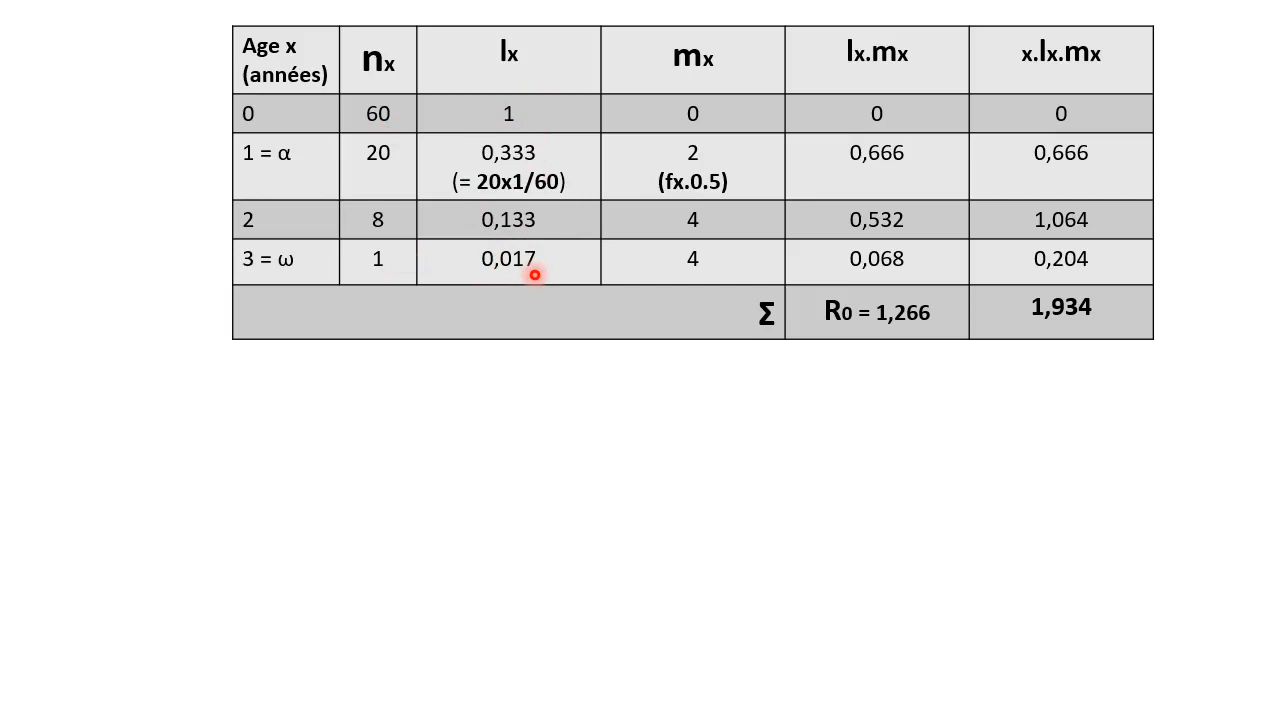 Age x (années) nx lx mx lx.mx x.lx.mx
0 60 1 0 0 0
1 = α 20 0,333 (= 20x1/60) 2 (fx.0.5) 0,666 0,666
2 8 0,133 4 0,532 1,064
3 = ω 1 0,017 4 0,068 0,204
Σ R0 = 1,266 1,934